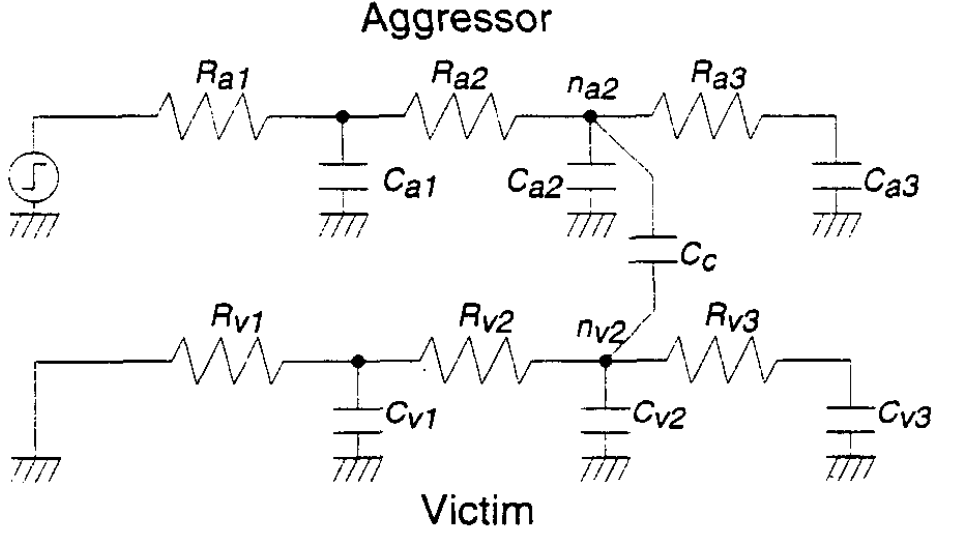 Aggressor
Ra1 Ra2 na2 Ra3
Ca1 Ca2 Ca3
Cc
Rv1 Rv2 nv2 Rv3
Cv1 Cv2 Cv3
Victim